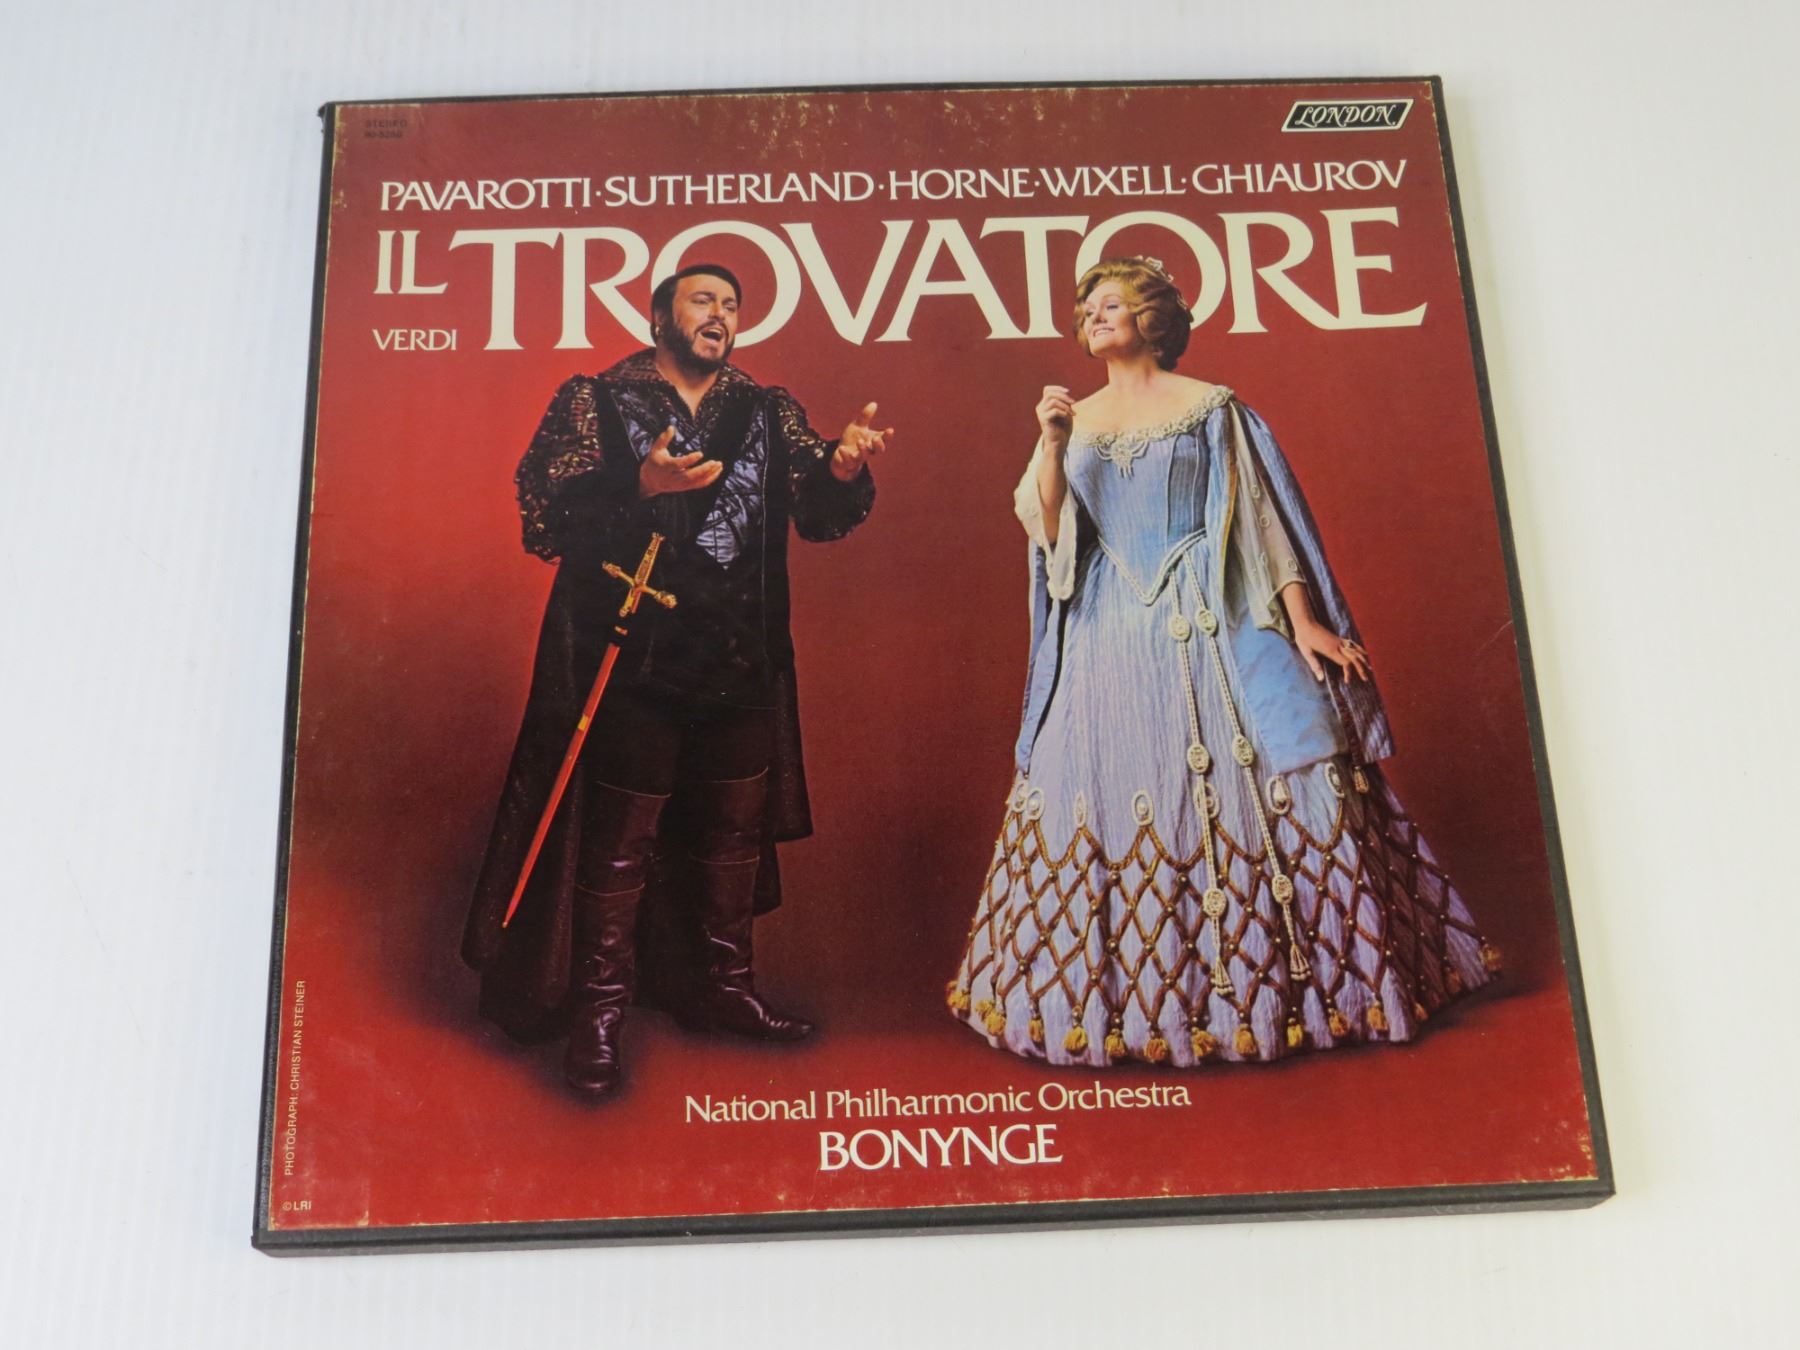 STEREO
LONDON
PAVAROTTI·SUTHERLAND·HORNE·WIXELL·GHIAUROV
IL TROVATORE
VERDI
National Philharmonic Orchestra
BONYNGE
PHOTOGRAPH: CHRISTIAN STEINER
© LRI